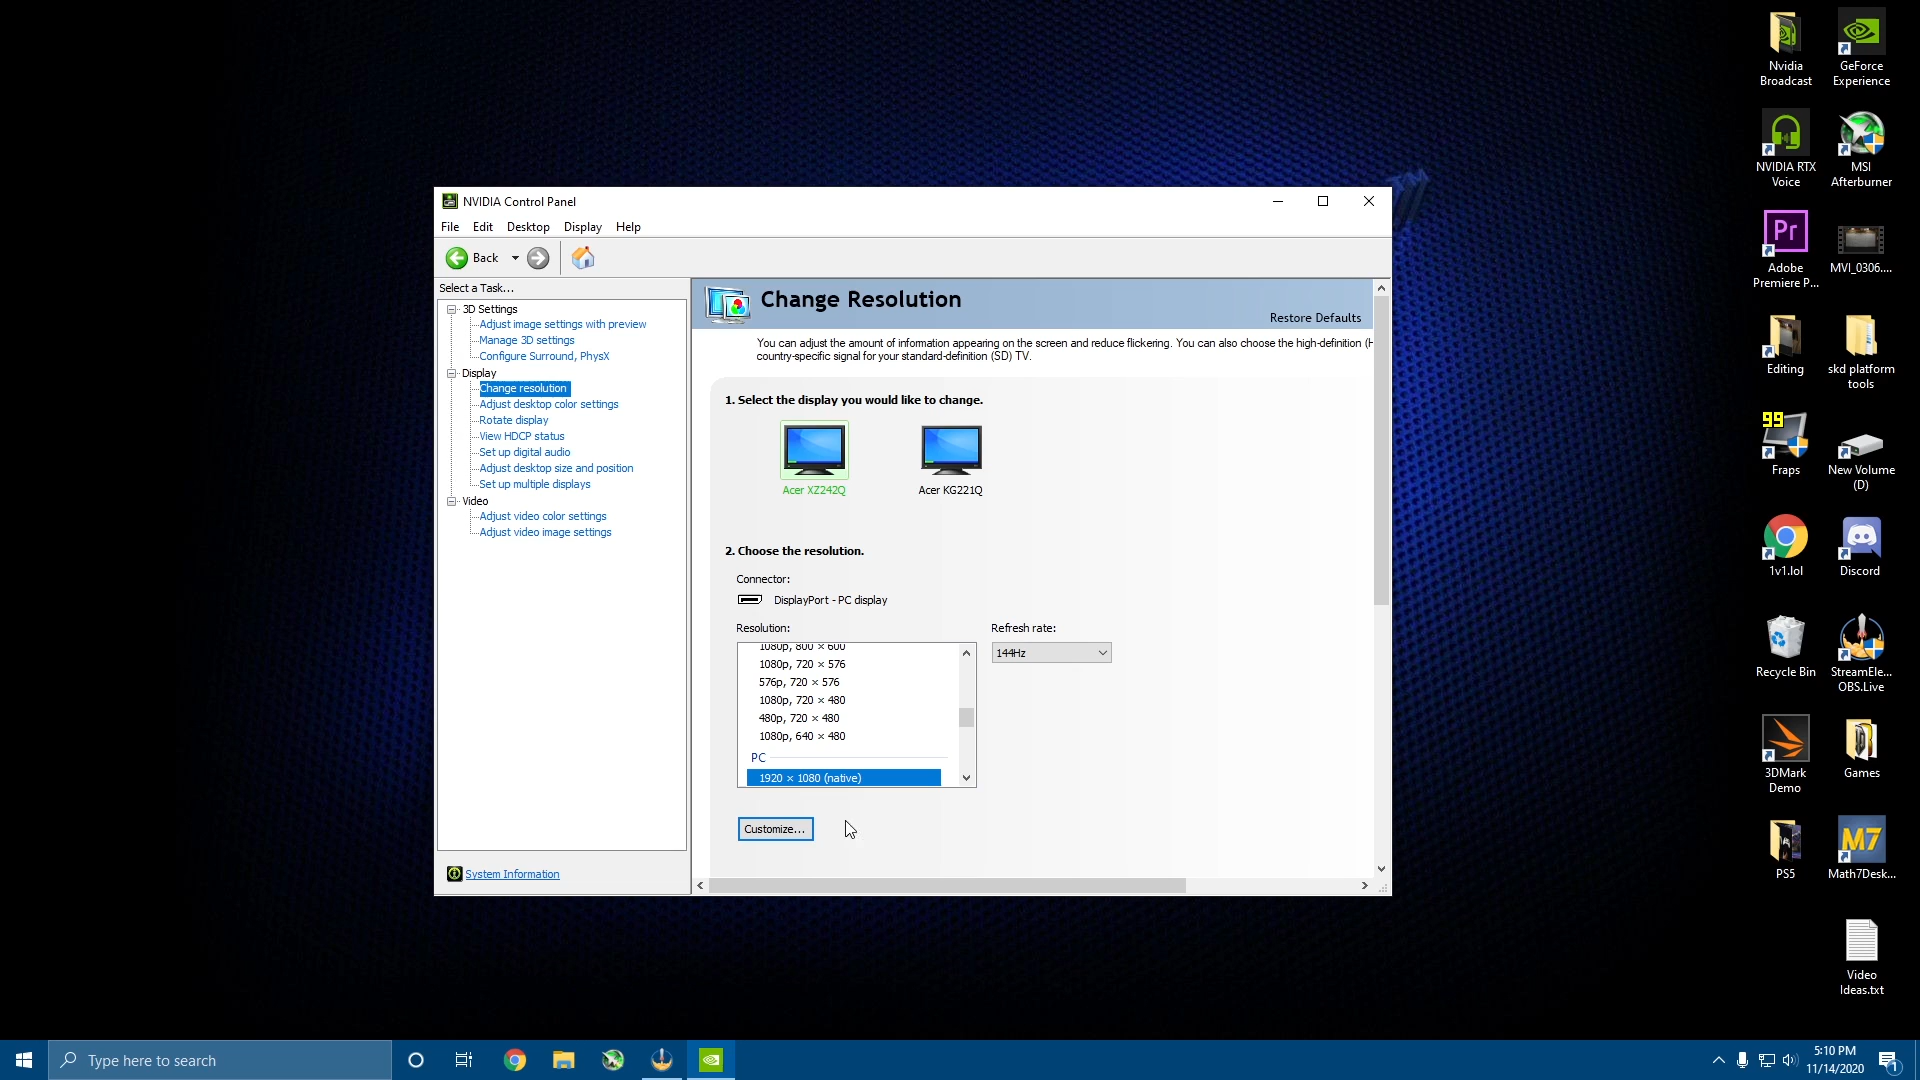 NVIDIA Control Panel
File Edit Desktop Display Help
Back
Select a Task...
3D Settings
Adjust image settings with preview
Manage 3D settings
Configure Surround, PhysX
Display
Change resolution
Adjust desktop color settings
Rotate display
View HDCP status
Set up digital audio
Adjust desktop size and position
Set up multiple displays
Video
Adjust video color settings
Adjust video image settings
System Information
Change Resolution
Restore Defaults
You can adjust the amount of information appearing on the screen and reduce flickering. You can also choose the high-definition (H
country-specific signal for your standard-definition (SD) TV.
1. Select the display you would like to change.
Acer XZ242Q
Acer KG221Q
2. Choose the resolution.
Connector:
DisplayPort - PC display
Resolution:
1080p, 800 × 600
1080p, 720 × 576
576p, 720 × 576
1080p, 720 × 480
480p, 720 × 480
1080p, 640 × 480
PC
1920 × 1080 (native)
Refresh rate:
144Hz
Customize...
TM
Nvidia
Broadcast
GeForce
Experience
NVIDIA RTX
Voice
MSI
Afterburner
Pr
Adobe
Premiere P...
MVI_0306....
Editing
skd platform
tools
99
Fraps
New Volume
(D)
1v1.lol
Discord
Recycle Bin
StreamEle...
OBS.Live
3DMark
Demo
Games
PS5
M7
Math7Desk...
Video
Ideas.txt
Type here to search
5:10 PM
11/14/2020
1